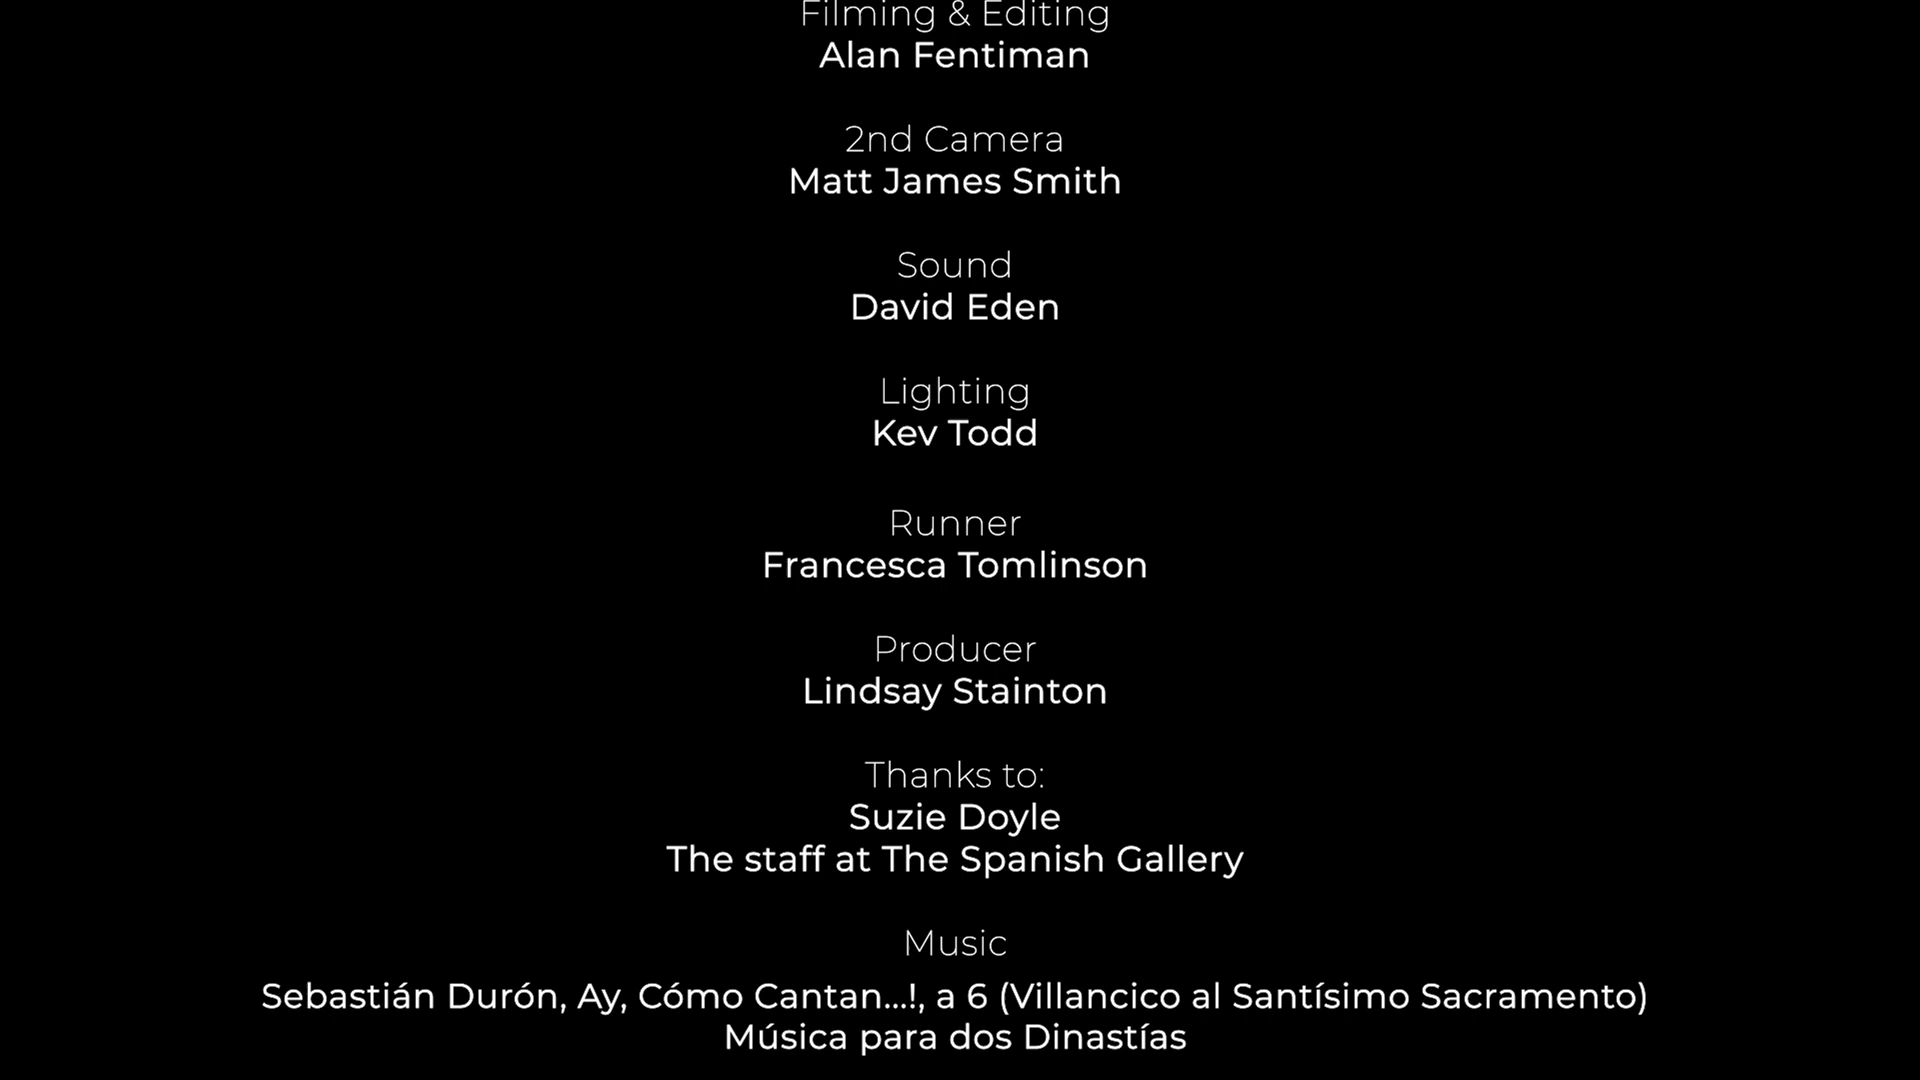 Filming & Editing
Alan Fentiman
2nd Camera
Matt James Smith
Sound
David Eden
Lighting
Kev Todd
Runner
Francesca Tomlinson
Producer
Lindsay Stainton
Thanks to:
Suzie Doyle
The staff at The Spanish Gallery
Music
Sebastián Durón, Ay, Cómo Cantan...!, a 6 (Villancico al Santísimo Sacramento)
Música para dos Dinastías